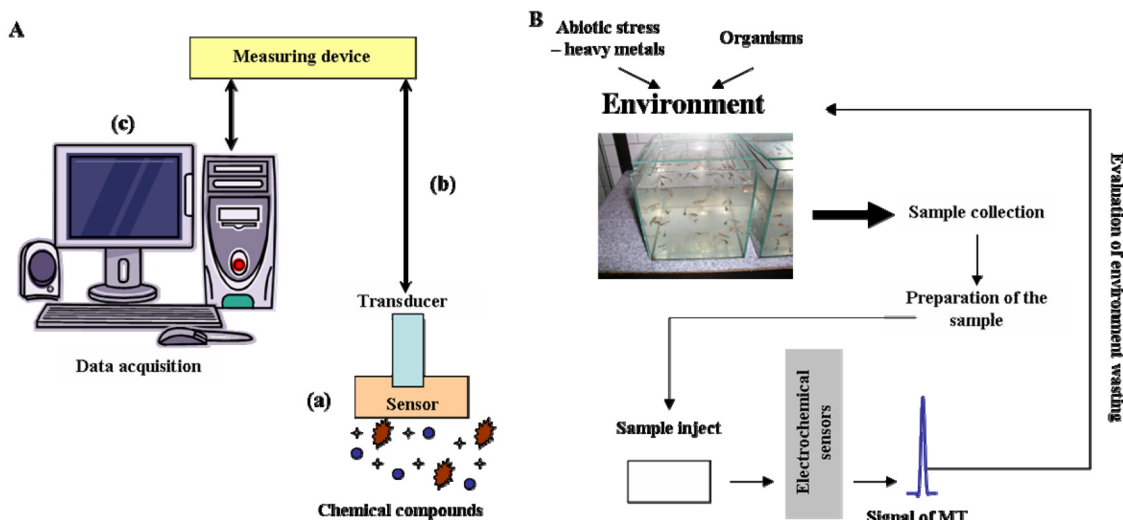 A
Measuring device
(c)
(b)
Transducer
Data acquisition
(a)
Sensor
Chemical compounds
B
Abiotic stress
– heavy metals
Organisms
Environment
Sample collection
Preparation of the
sample
Evaluation of environment wasting
Sample inject
Electrochemical
sensors
Signal of MT